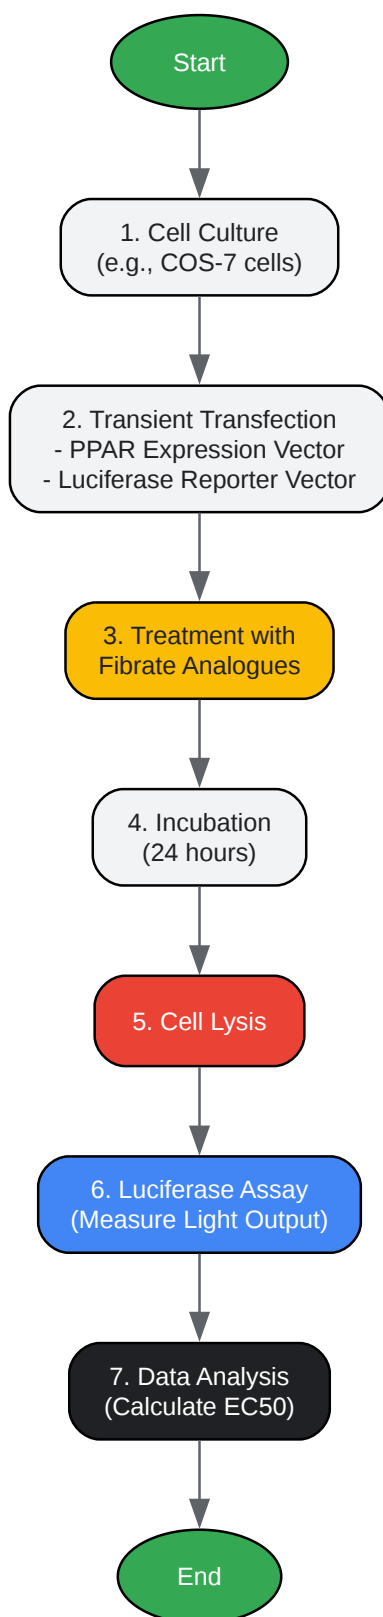 Start
1. Cell Culture
(e.g., COS-7 cells)
2. Transient Transfection
- PPAR Expression Vector
- Luciferase Reporter Vector
3. Treatment with
Fibrate Analogues
4. Incubation
(24 hours)
5. Cell Lysis
6. Luciferase Assay
(Measure Light Output)
7. Data Analysis
(Calculate EC50)
End